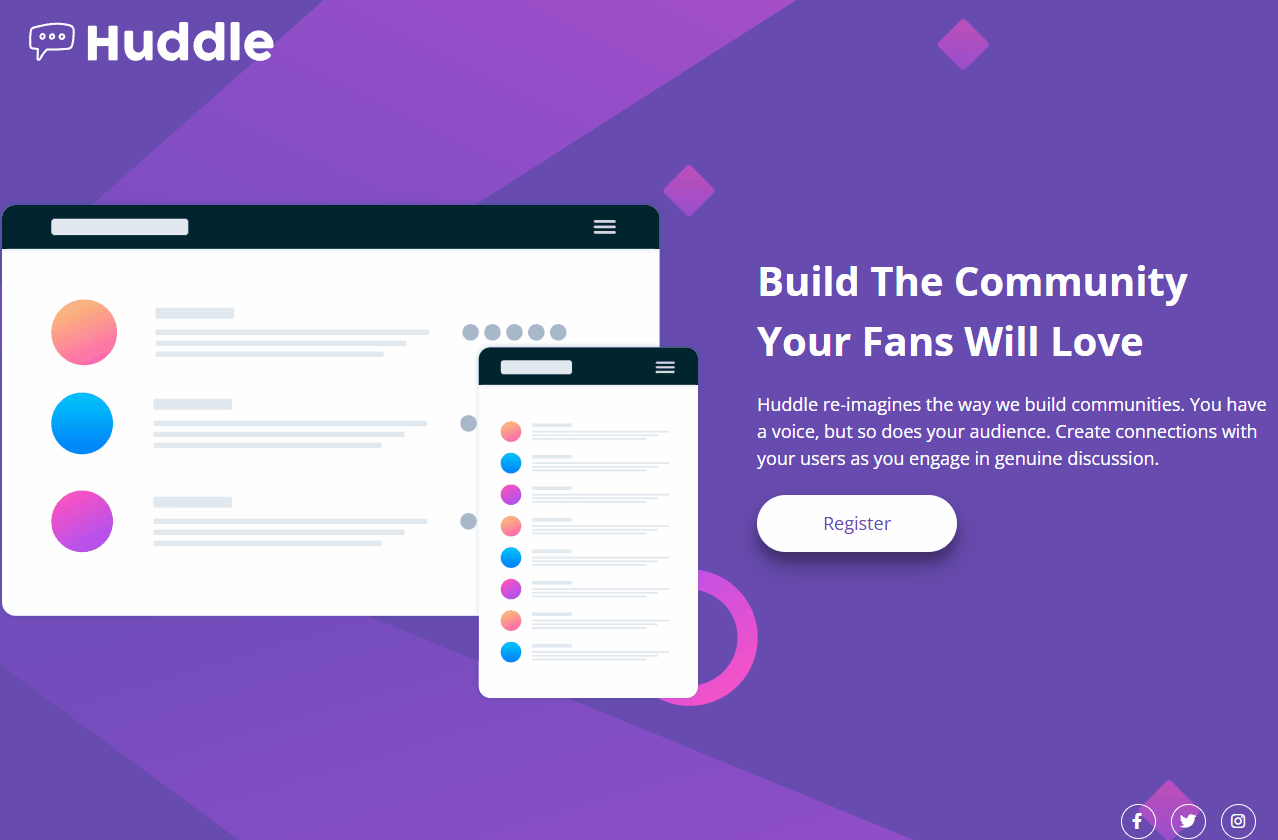 Huddle
Build The Community
Your Fans Will Love
Huddle re-imagines the way we build communities. You have
a voice, but so does your audience. Create connections with
your users as you engage in genuine discussion.
Register